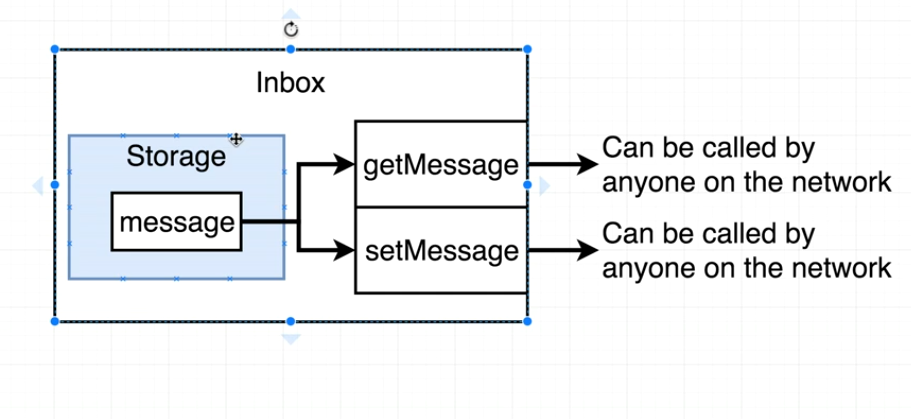 Inbox
Storage
message
getMessage
setMessage
Can be called by
anyone on the network
Can be called by
anyone on the network